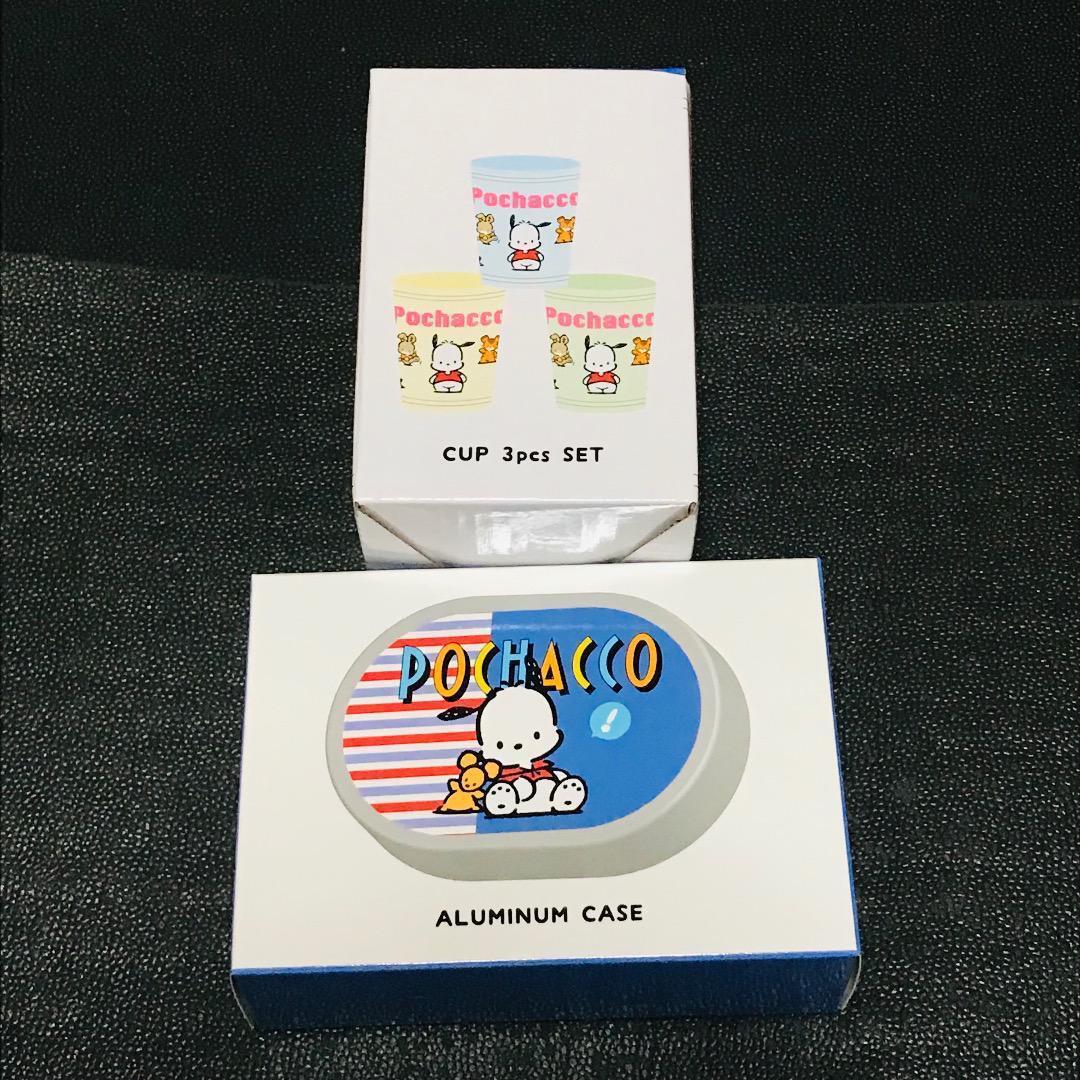 Pochacco
Pochacco
Pochacco
CUP 3pcs SET
POCHACCO
!
ALUMINUM CASE